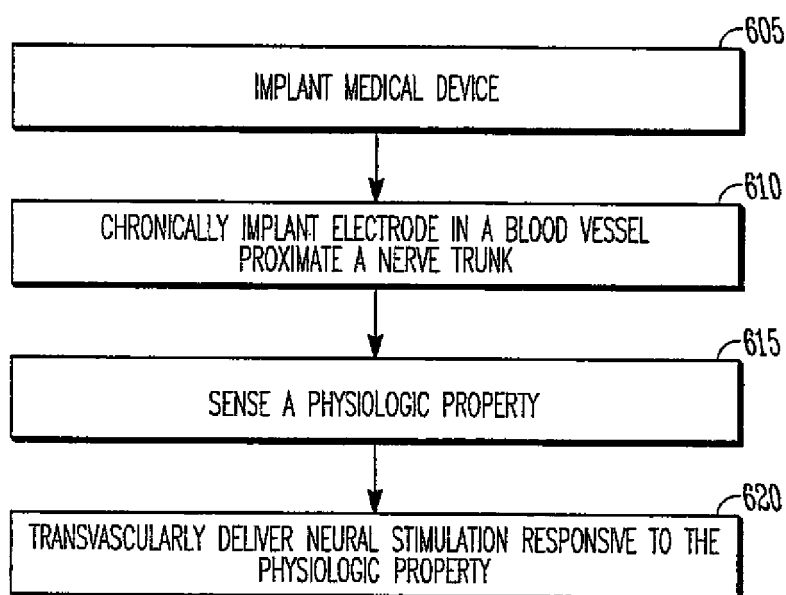 605
IMPLANT MEDICAL DEVICE
610
CHRONICALLY IMPLANT ELECTRODE IN A BLOOD VESSEL
PROXIMATE A NERVE TRUNK
615
SENSE A PHYSIOLOGIC PROPERTY
620
TRANSVASCULARLY DELIVER NEURAL STIMULATION RESPONSIVE TO THE
PHYSIOLOGIC PROPERTY